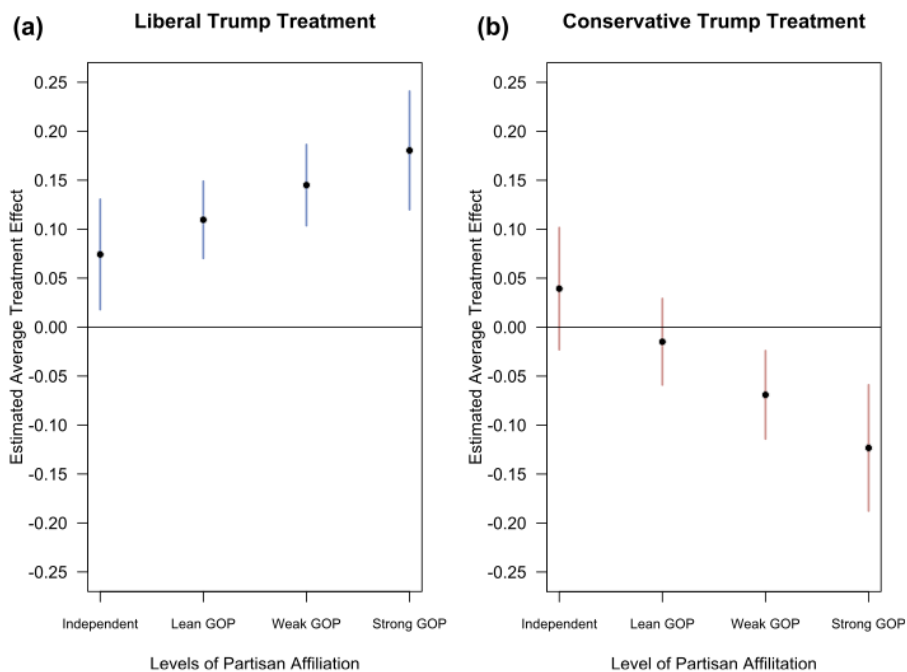 (a) Liberal Trump Treatment
Estimated Average Treatment Effect
0.25
0.20
0.15
0.10
0.05
0.00
-0.05
-0.10
-0.15
-0.20
-0.25
Independent Lean GOP Weak GOP Strong GOP
Levels of Partisan Affiliation
(b) Conservative Trump Treatment
Estimated Average Treatment Effect
0.25
0.20
0.15
0.10
0.05
0.00
-0.05
-0.10
-0.15
-0.20
-0.25
Independent Lean GOP Weak GOP Strong GOP
Level of Partisan Affilitation